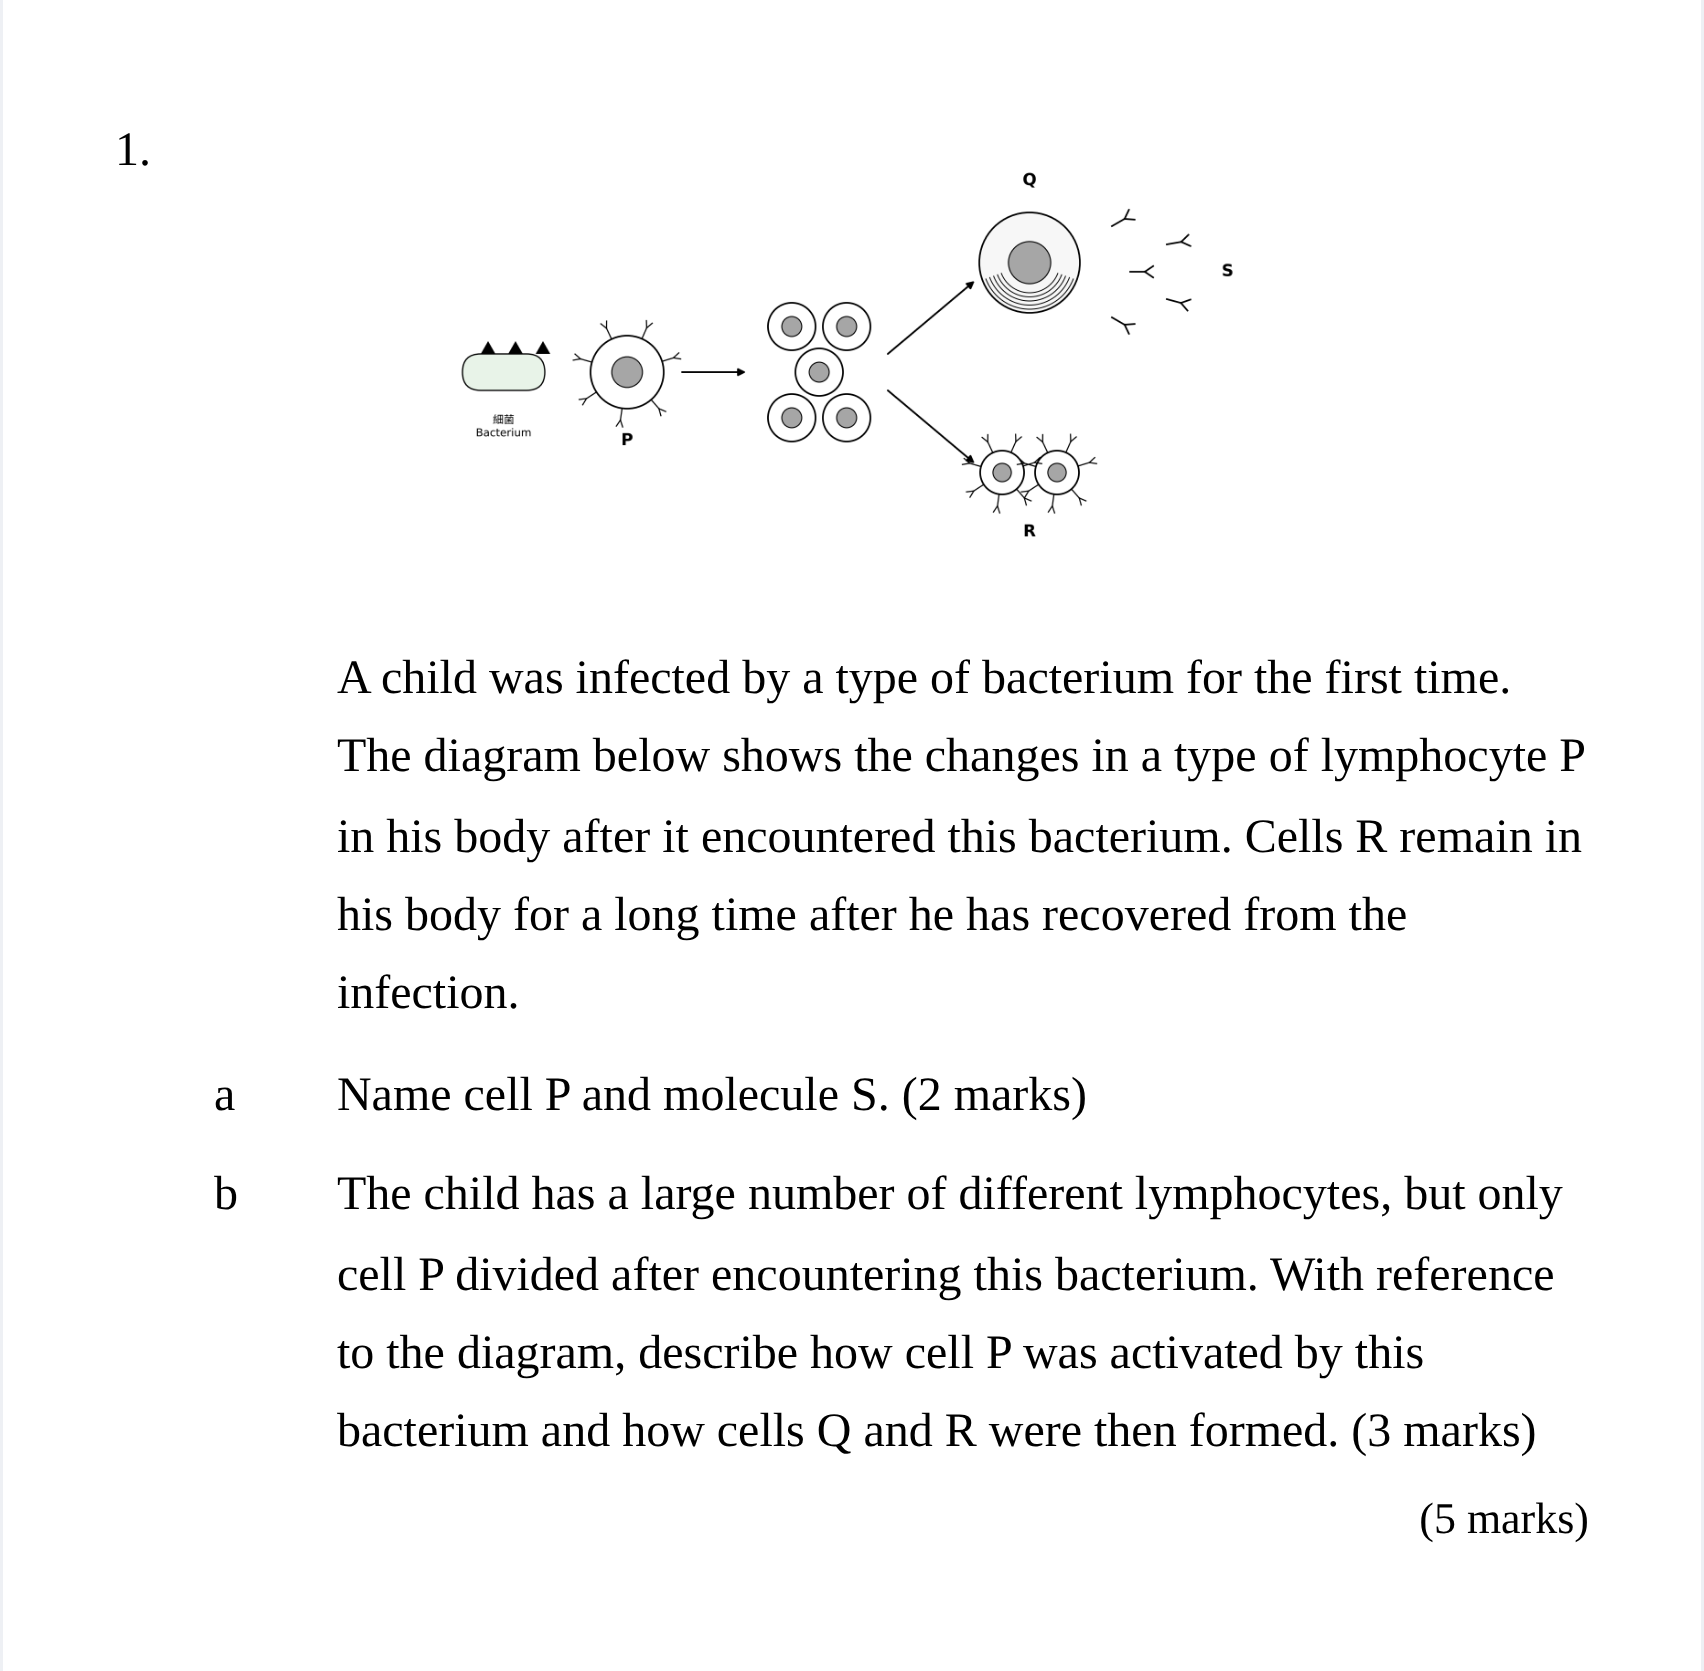 1.
Q
S
細菌
Bacterium
P
R
A child was infected by a type of bacterium for the first time.
The diagram below shows the changes in a type of lymphocyte P
in his body after it encountered this bacterium. Cells R remain in
his body for a long time after he has recovered from the
infection.
a Name cell P and molecule S. (2 marks)
b The child has a large number of different lymphocytes, but only
cell P divided after encountering this bacterium. With reference
to the diagram, describe how cell P was activated by this
bacterium and how cells Q and R were then formed. (3 marks)
(5 marks)